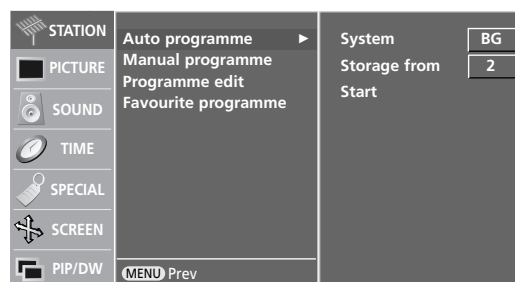 STATION
PICTURE
SOUND
TIME
SPECIAL
SCREEN
PIP/DW
Auto programme ►
Manual programme
Programme edit
Favourite programme
MENU Prev
System BG
Storage from 2
Start